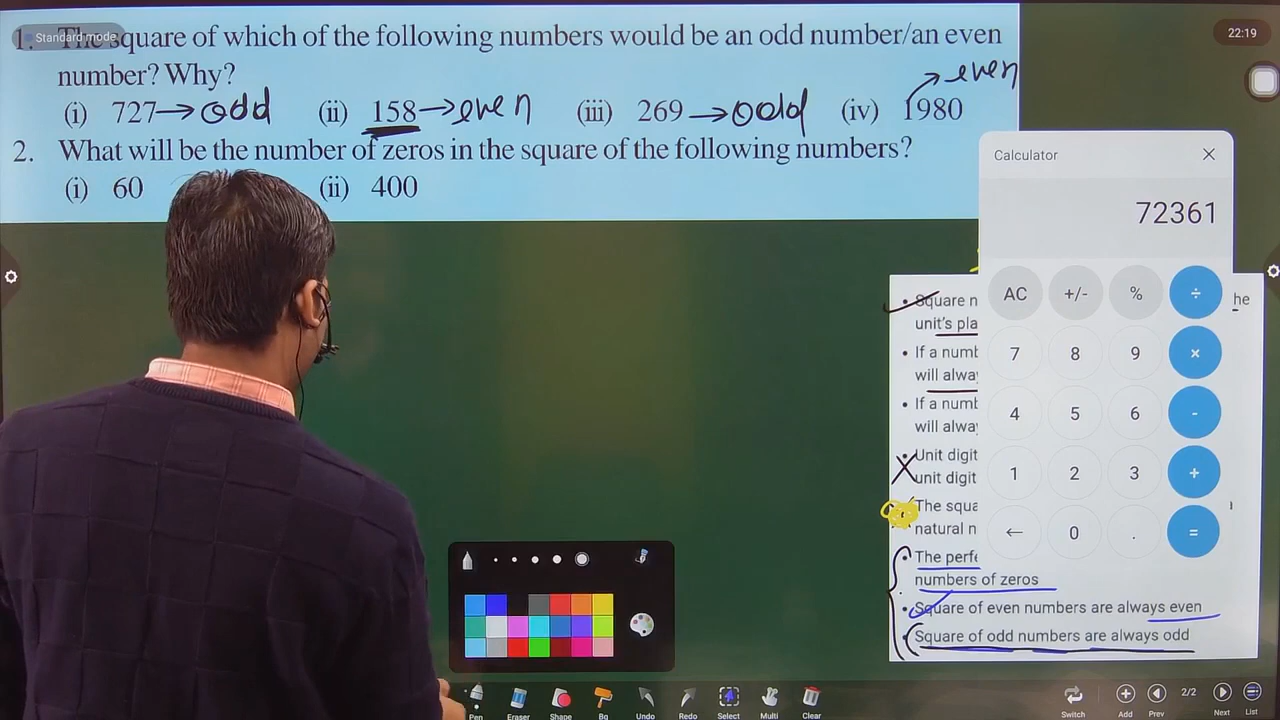 Standard mode
22:19
1. The square of which of the following numbers would be an odd number/an even
number? Why?
(i) 727→odd (ii) 158→even (iii) 269→odd (iv) 1980→even
2. What will be the number of zeros in the square of the following numbers?
(i) 60 (ii) 400
Calculator
72361
AC +/- % ÷
7 8 9 ×
4 5 6 -
1 2 3 +
← 0 . =
• Square n he
unit's pla
• If a numb
will alwa
• If a numb
will alwa
• Unit digit
unit digit
• The squa
natural n
• The perfe
numbers of zeros
• Square of even numbers are always even
• Square of odd numbers are always odd
Pen Eraser Shape Bg Undo Redo Select Multi Clear
Switch Add Prev 2/2 Next List